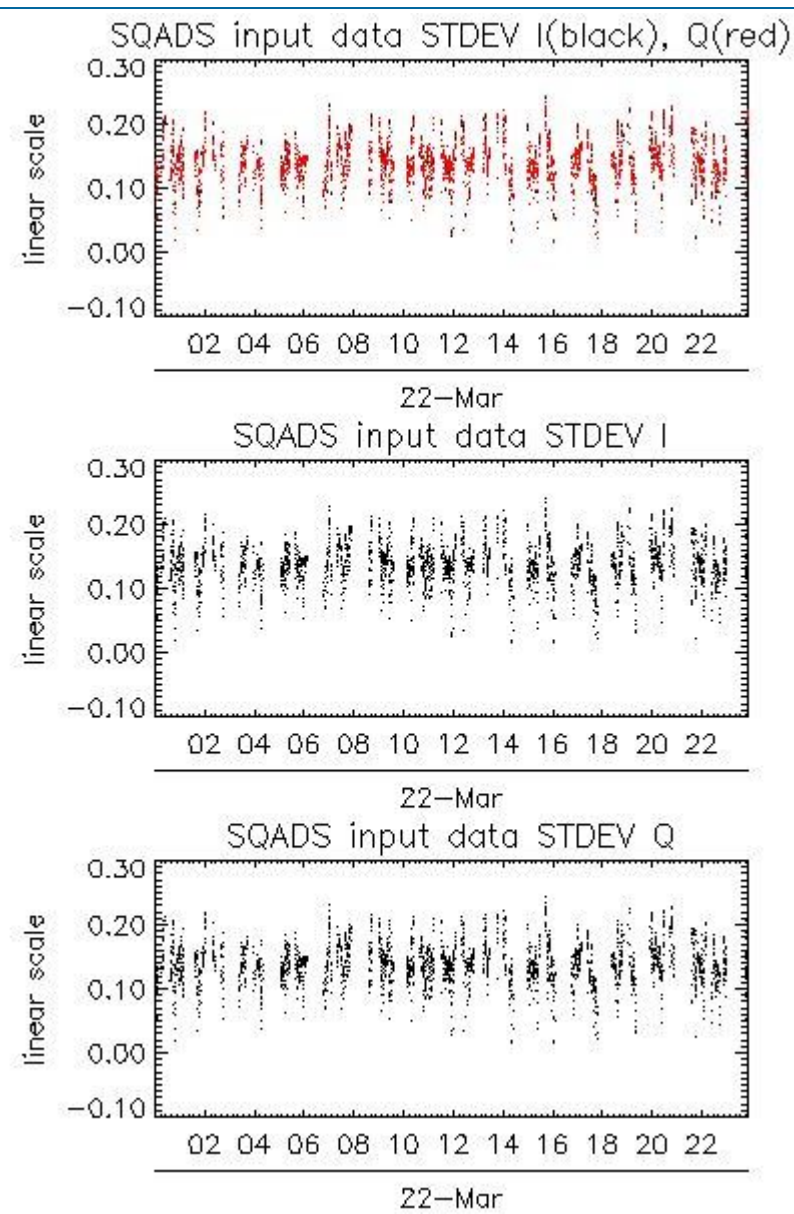 SQADS input data STDEV I(black), Q(red)
0.30
0.20
0.10
0.00
−0.10
linear scale
02 04 06 08 10 12 14 16 18 20 22
22−Mar
SQADS input data STDEV I
0.30
0.20
0.10
0.00
−0.10
linear scale
02 04 06 08 10 12 14 16 18 20 22
22−Mar
SQADS input data STDEV Q
0.30
0.20
0.10
0.00
−0.10
linear scale
02 04 06 08 10 12 14 16 18 20 22
22−Mar